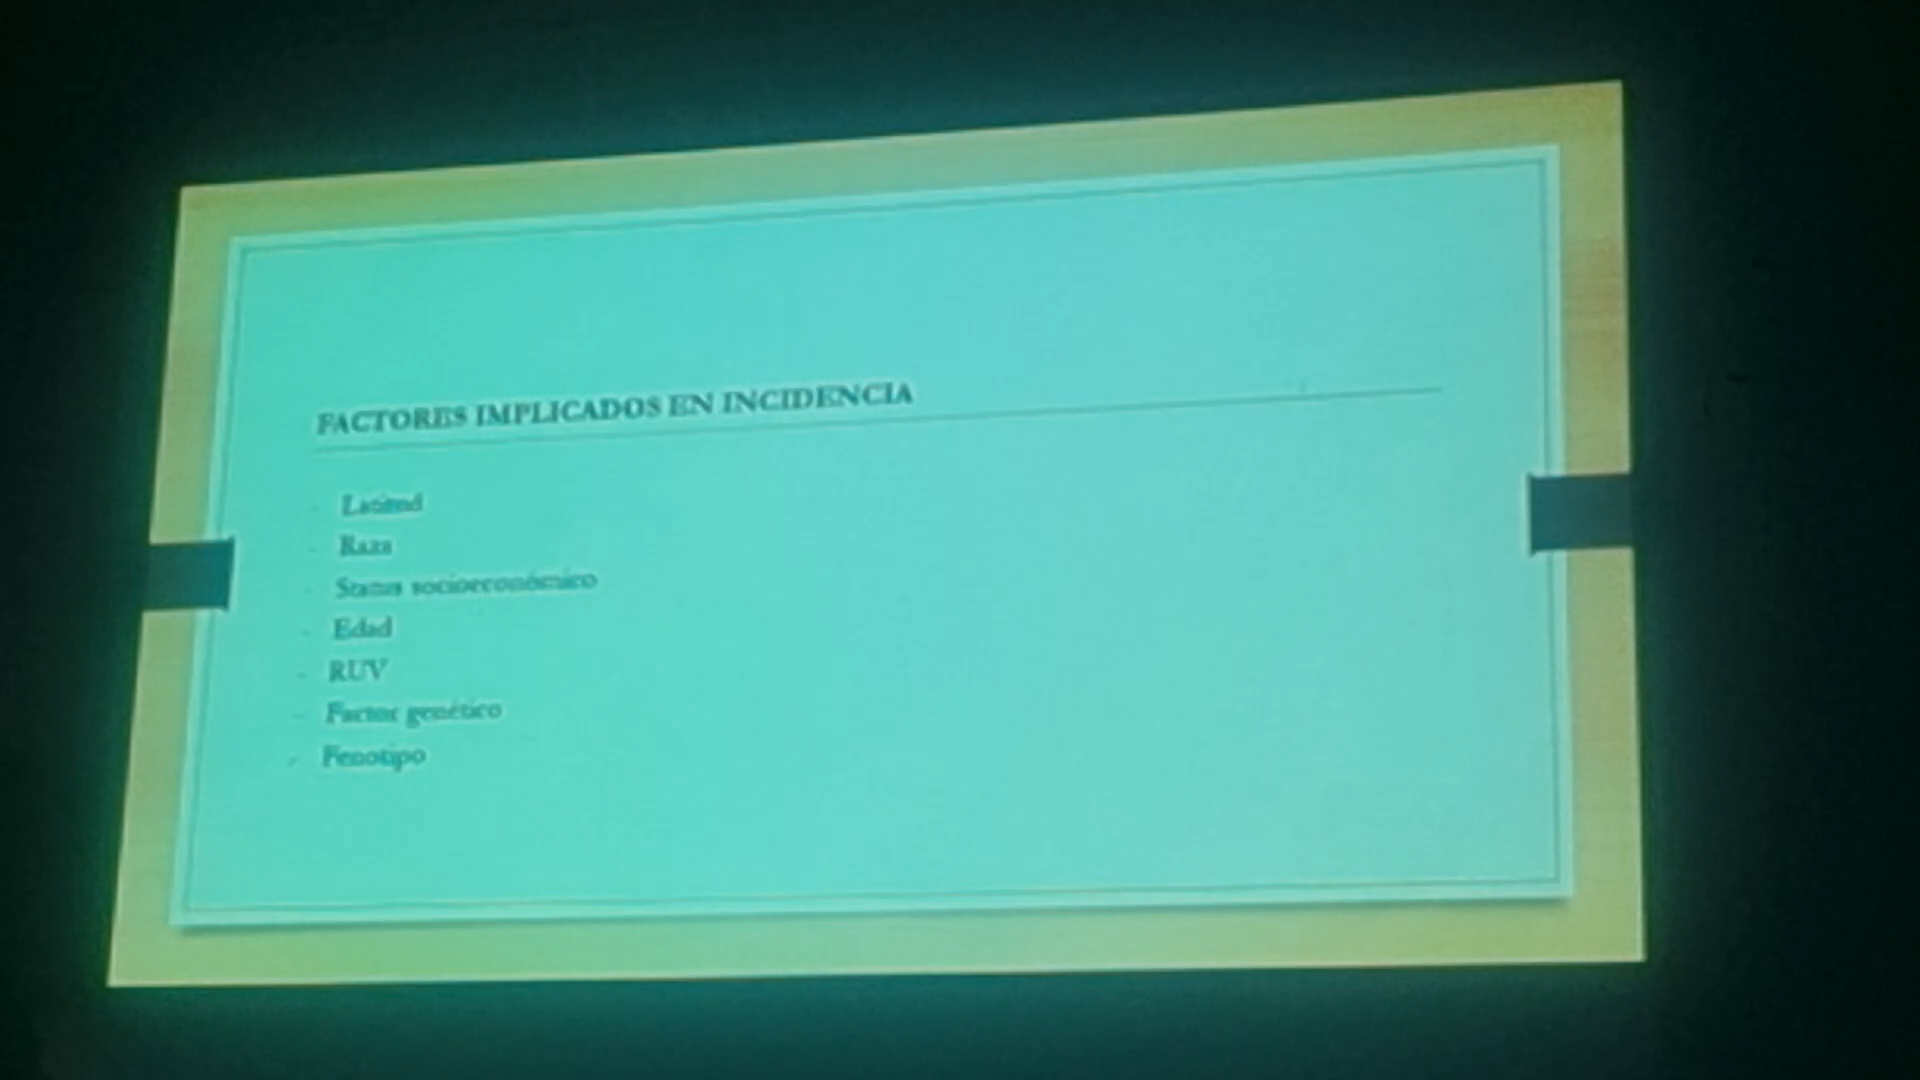 FACTORES IMPLICADOS EN INCIDENCIA
- Latitud
- Raza
- Status socioeconómico
- Edad
- RUV
- Factor genético
- Fenotipo